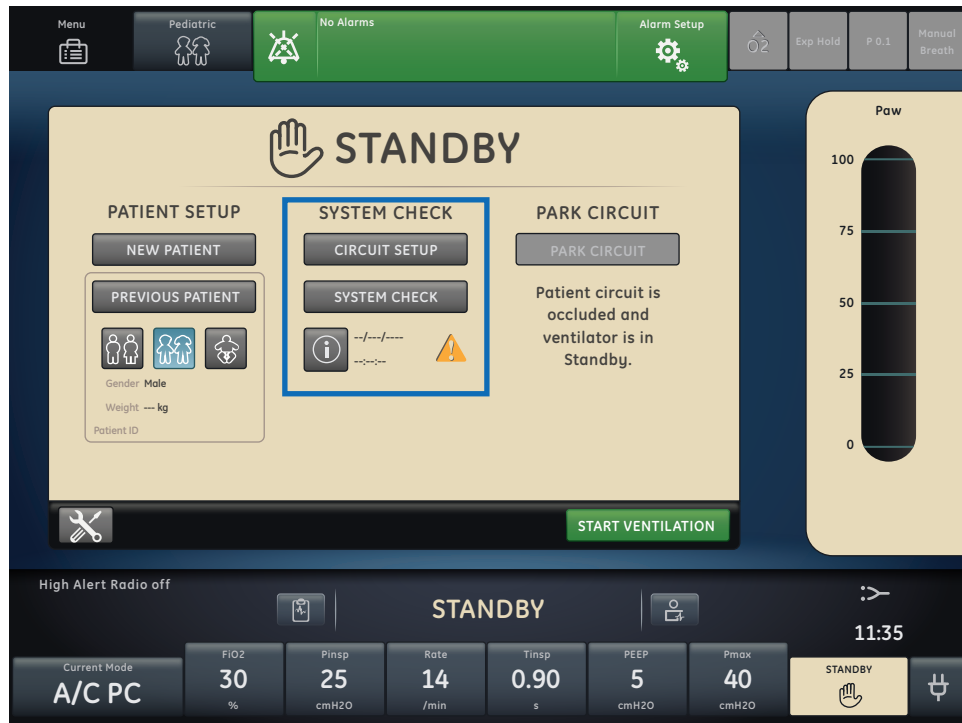 Menu
Pediatric
No Alarms
Alarm Setup
O2
Exp Hold
P 0.1
Manual
Breath
STANDBY
PATIENT SETUP
NEW PATIENT
PREVIOUS PATIENT
Gender Male
Weight --- kg
Patient ID
SYSTEM CHECK
CIRCUIT SETUP
SYSTEM CHECK
--/---/----
--:--:--
PARK CIRCUIT
PARK CIRCUIT
Patient circuit is
occluded and
ventilator is in
Standby.
START VENTILATION
Paw
100
75
50
25
0
High Alert Radio off
STANDBY
11:35
Current Mode
A/C PC
FiO2
30
%
Pinsp
25
cmH2O
Rate
14
/min
Tinsp
0.90
s
PEEP
5
cmH2O
Pmax
40
cmH2O
STANDBY